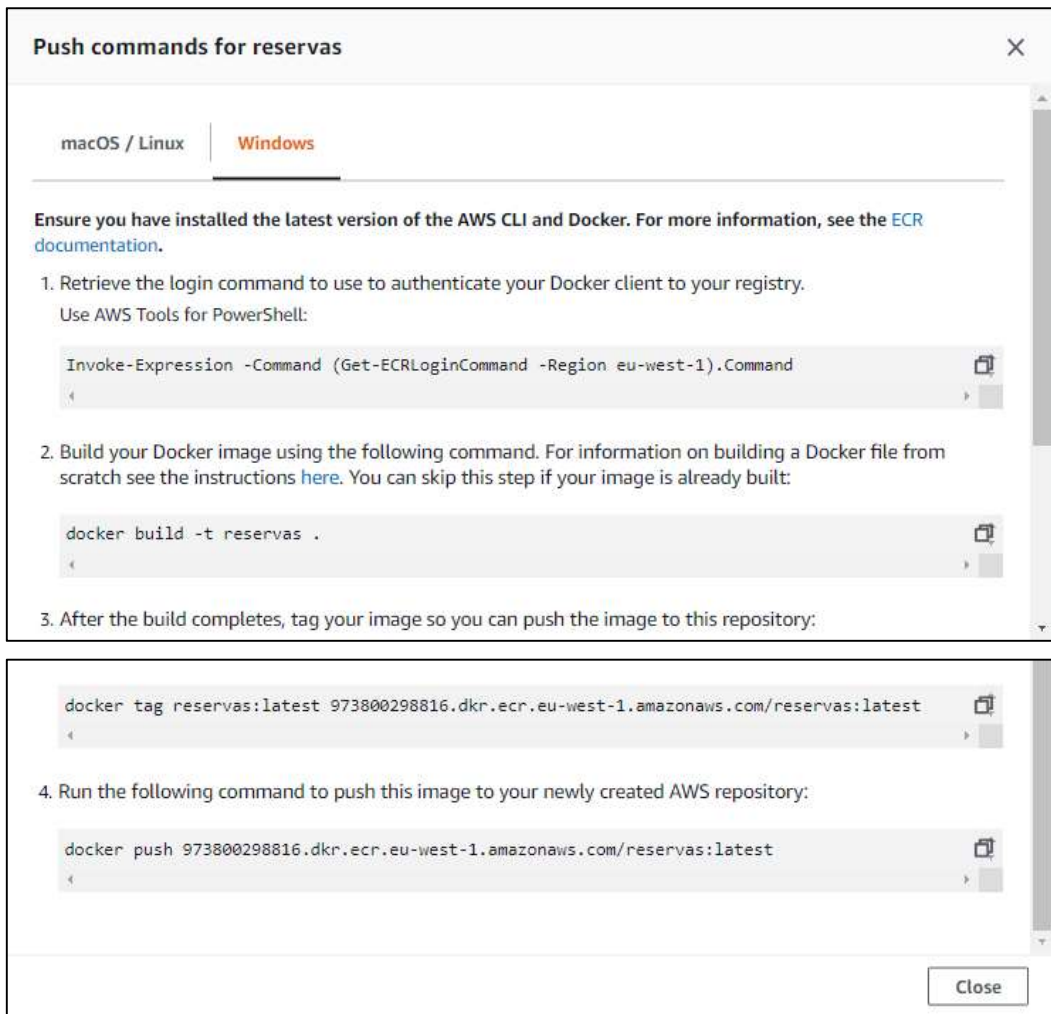 Push commands for reservas
macOS / Linux
Windows
Ensure you have installed the latest version of the AWS CLI and Docker. For more information, see the ECR
documentation.
1. Retrieve the login command to use to authenticate your Docker client to your registry.
Use AWS Tools for PowerShell:
Invoke-Expression -Command (Get-ECRLoginCommand -Region eu-west-1).Command
2. Build your Docker image using the following command. For information on building a Docker file from
scratch see the instructions here. You can skip this step if your image is already built:
docker build -t reservas .
3. After the build completes, tag your image so you can push the image to this repository:
docker tag reservas:latest 973800298816.dkr.ecr.eu-west-1.amazonaws.com/reservas:latest
4. Run the following command to push this image to your newly created AWS repository:
docker push 973800298816.dkr.ecr.eu-west-1.amazonaws.com/reservas:latest
Close